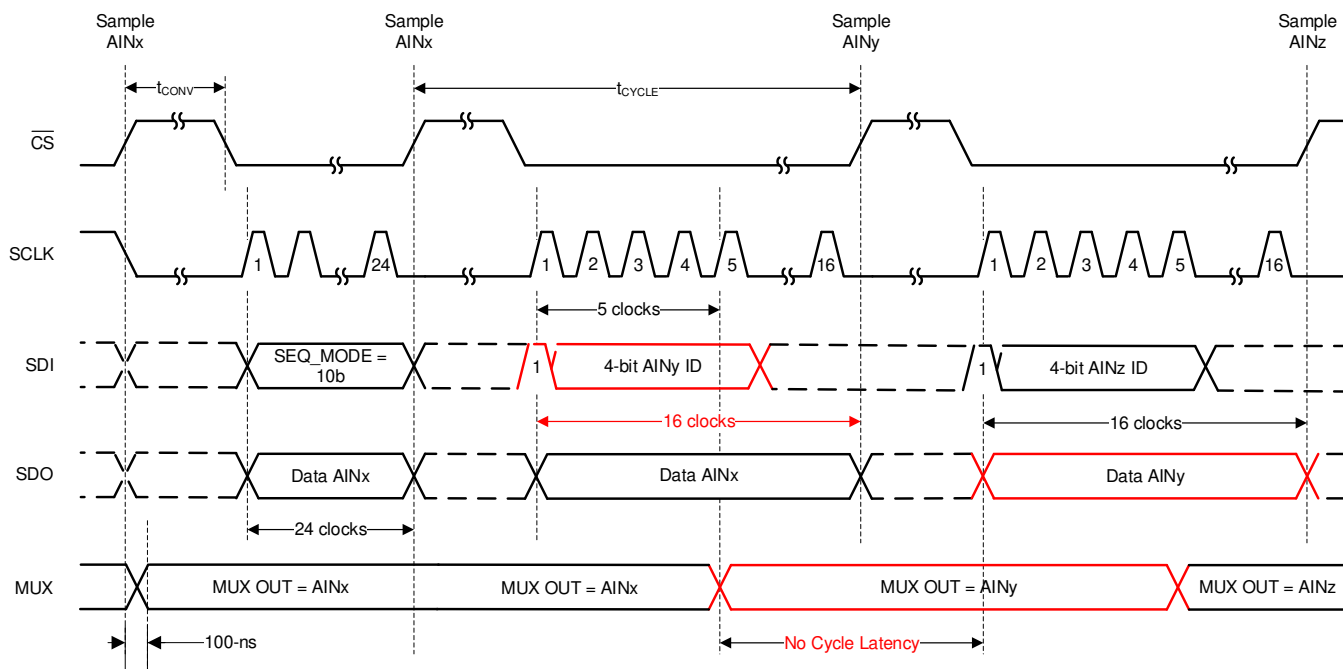 Sample
AINx
Sample
AINx
Sample
AINy
Sample
AINz
tCONV
tCYCLE
CS
SCLK
1
24
1
2
3
4
5
16
1
2
3
4
5
16
5 clocks
SDI
SEQ_MODE =
10b
1
4-bit AINy ID
1
4-bit AINz ID
16 clocks
16 clocks
SDO
Data AINx
Data AINx
Data AINy
24 clocks
MUX
MUX OUT = AINx
MUX OUT = AINx
MUX OUT = AINy
MUX OUT = AINz
100-ns
No Cycle Latency